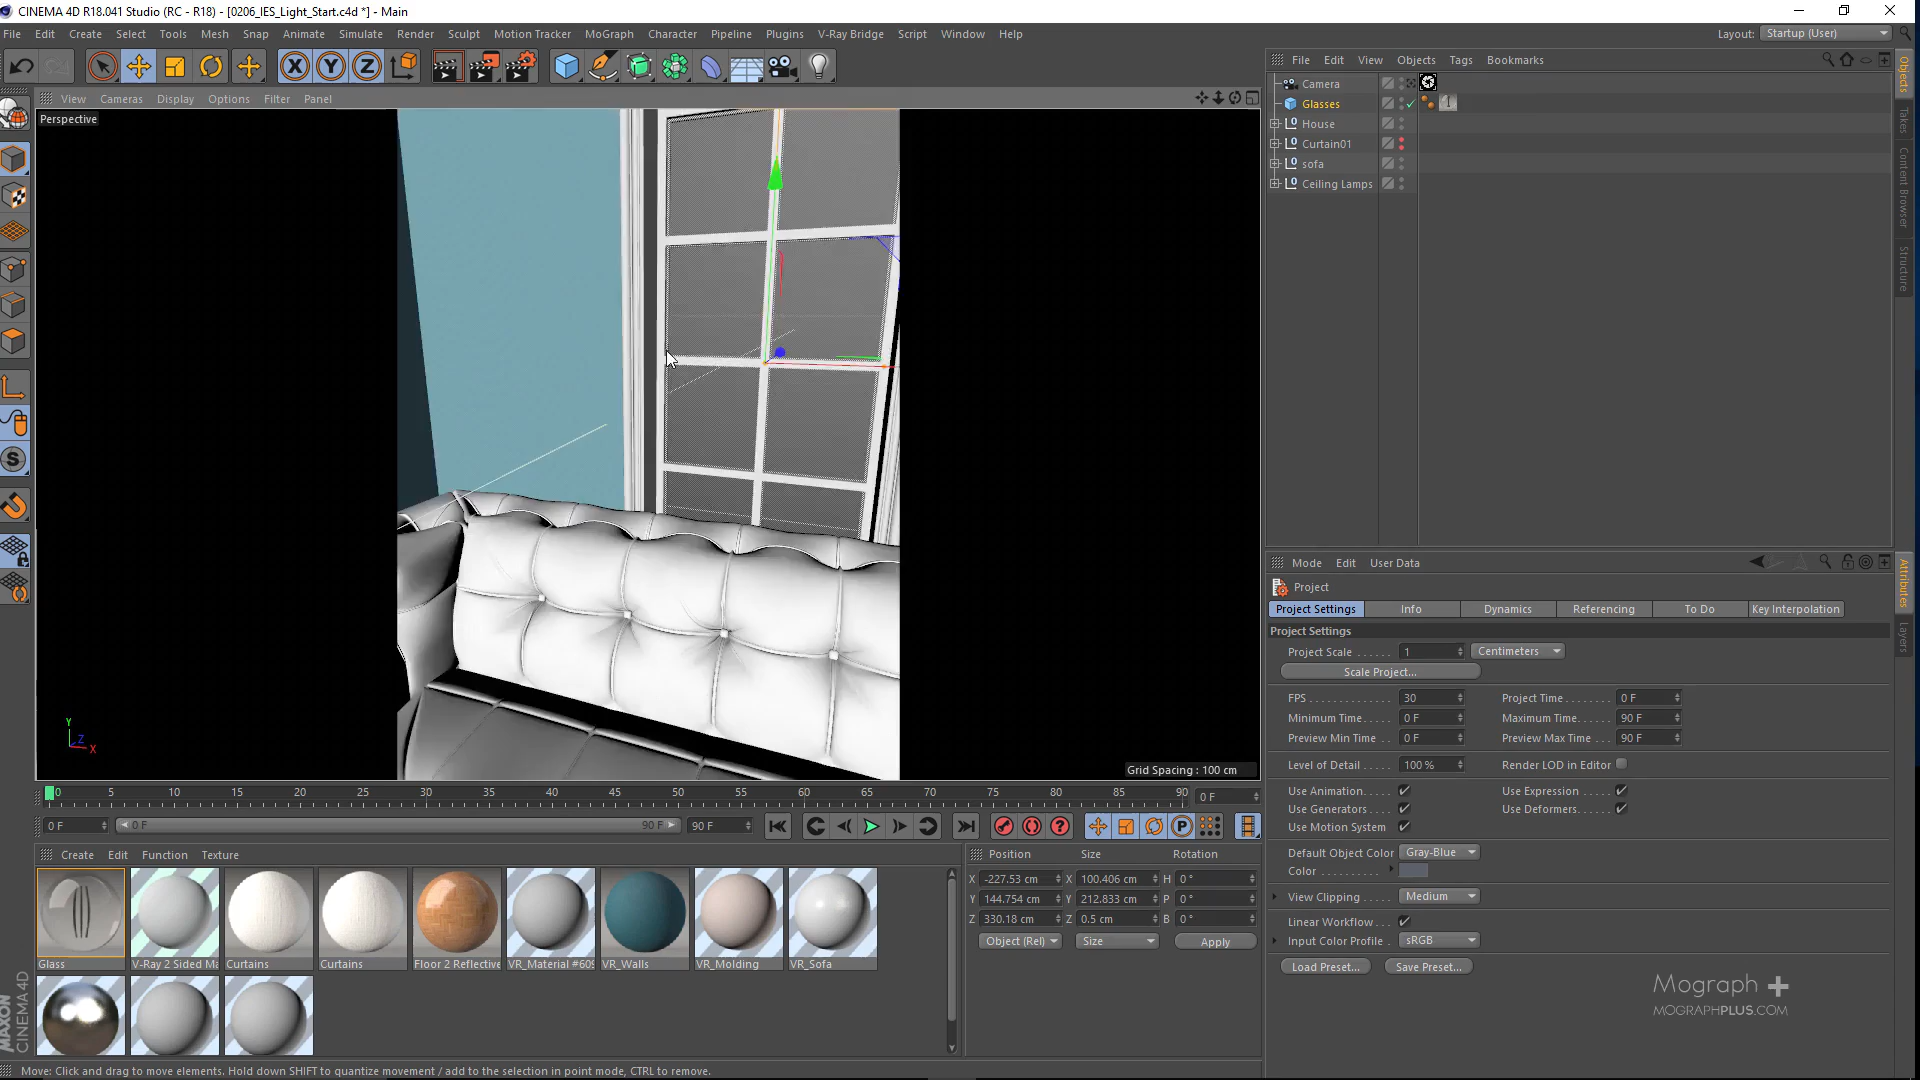 CINEMA 4D R18.041 Studio (RC - R18) - [0206_IES_Light_Start.c4d *] - Main
File Edit Create Select Tools Mesh Snap Animate Simulate Render Sculpt Motion Tracker MoGraph Character Pipeline Plugins V-Ray Bridge Script Window Help
Layout: Startup (User)
X Y Z
File Edit View Objects Tags Bookmarks
View Cameras Display Options Filter Panel
Perspective
Camera
Glasses
House
Curtain01
sofa
Ceiling Lamps
Objects
Takes
Content Browser
Structure
Mode Edit User Data
Project
Attributes
Layers
Project Settings Info Dynamics Referencing To Do Key Interpolation
Project Settings
Project Scale ...... 1 Centimeters
Scale Project...
FPS .............. 30 Project Time........ 0 F
Minimum Time... 0 F Maximum Time..... 90 F
Preview Min Time .. 0 F Preview Max Time ... 90 F
Level of Detail ..... 100 % Render LOD in Editor
Use Animation.... Use Expression ....
Use Generators.... Use Deformers.....
Use Motion System
Default Object Color Gray-Blue
Color ..........
View Clipping.... Medium
Linear Workflow...
Input Color Profile . sRGB
Load Preset... Save Preset...
Mograph +
MOGRAPHPLUS.COM
Y
Z
X
Grid Spacing : 100 cm
0 5 10 15 20 25 30 35 40 45 50 55 60 65 70 75 80 85 90
0 F
0 F 0 F 90 F 90 F
P
Create Edit Function Texture
Glass
V-Ray 2 Sided Ma
Curtains
Curtains
Floor 2 Reflective
VR_Material #609
VR_Walls
VR_Molding
VR_Sofa
Position Size Rotation
X -227.53 cm X 100.406 cm H 0 °
Y 144.754 cm Y 212.833 cm P 0 °
Z 330.18 cm Z 0.5 cm B 0 °
Object (Rel) Size Apply
MAXON
CINEMA 4D
Move: Click and drag to move elements. Hold down SHIFT to quantize movement / add to the selection in point mode, CTRL to remove.